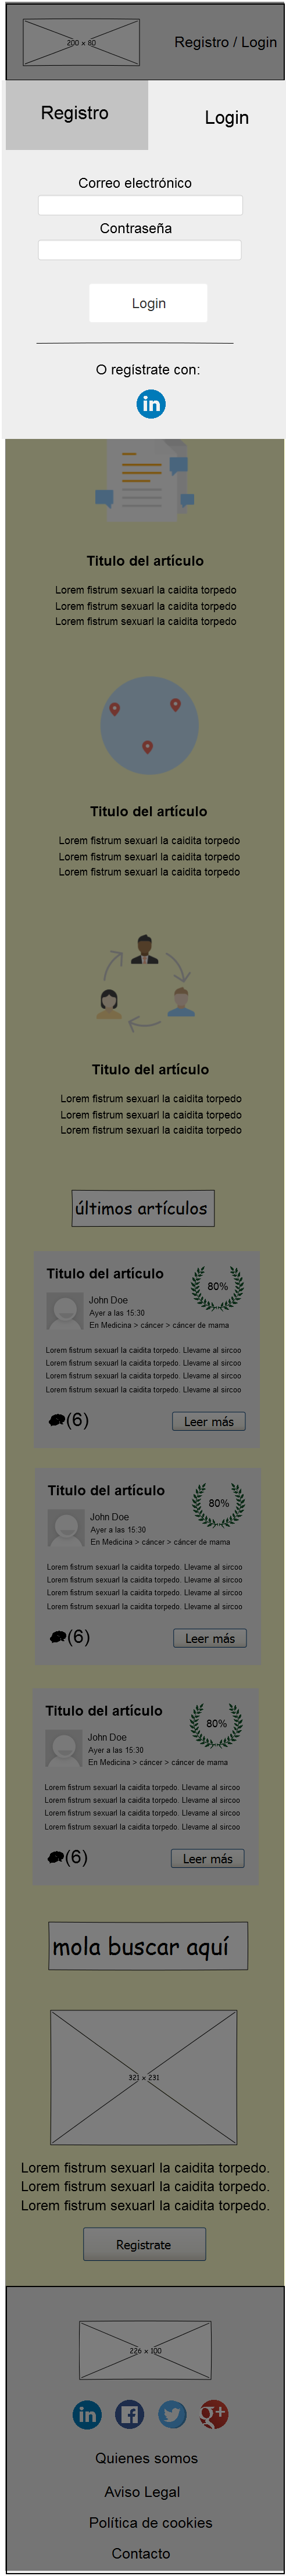 200 x 80
Registro / Login
Registro
Login
Correo electrónico
Contraseña
Login
O regístrate con:
in
Titulo del artículo
Lorem fistrum sexuarl la caidita torpedo
Lorem fistrum sexuarl la caidita torpedo
Lorem fistrum sexuarl la caidita torpedo
Titulo del artículo
Lorem fistrum sexuarl la caidita torpedo
Lorem fistrum sexuarl la caidita torpedo
Lorem fistrum sexuarl la caidita torpedo
Titulo del artículo
Lorem fistrum sexuarl la caidita torpedo
Lorem fistrum sexuarl la caidita torpedo
Lorem fistrum sexuarl la caidita torpedo
últimos artículos
Titulo del artículo
80%
John Doe
Ayer a las 15:30
En Medicina > cáncer > cáncer de mama
Lorem fistrum sexuarl la caidita torpedo. Llevame al sircoo
Lorem fistrum sexuarl la caidita torpedo. Llevame al sircoo
Lorem fistrum sexuarl la caidita torpedo. Llevame al sircoo
Lorem fistrum sexuarl la caidita torpedo. Llevame al sircoo
(6)
Leer más
Titulo del artículo
80%
John Doe
Ayer a las 15:30
En Medicina > cáncer > cáncer de mama
Lorem fistrum sexuarl la caidita torpedo. Llevame al sircoo
Lorem fistrum sexuarl la caidita torpedo. Llevame al sircoo
Lorem fistrum sexuarl la caidita torpedo. Llevame al sircoo
Lorem fistrum sexuarl la caidita torpedo. Llevame al sircoo
(6)
Leer más
Titulo del artículo
80%
John Doe
Ayer a las 15:30
En Medicina > cáncer > cáncer de mama
Lorem fistrum sexuarl la caidita torpedo. Llevame al sircoo
Lorem fistrum sexuarl la caidita torpedo. Llevame al sircoo
Lorem fistrum sexuarl la caidita torpedo. Llevame al sircoo
Lorem fistrum sexuarl la caidita torpedo. Llevame al sircoo
(6)
Leer más
mola buscar aquí
321 x 231
Lorem fistrum sexuarl la caidita torpedo.
Lorem fistrum sexuarl la caidita torpedo.
Lorem fistrum sexuarl la caidita torpedo.
Registrate
226 x 100
in f g+
Quienes somos
Aviso Legal
Política de cookies
Contacto